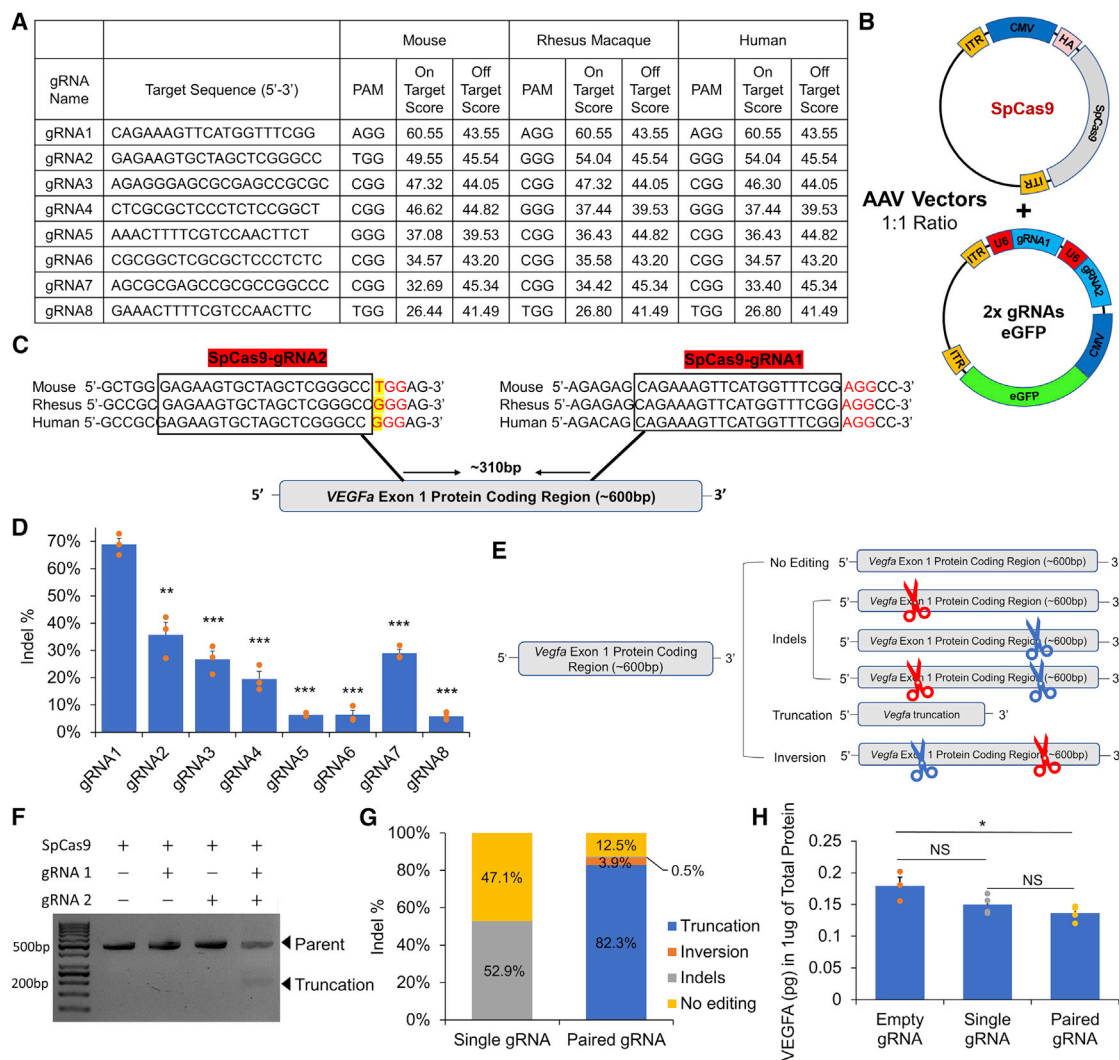 A
Mouse Rhesus Macaque Human
gRNA Name Target Sequence (5'-3') PAM On Target Score Off Target Score PAM On Target Score Off Target Score PAM On Target Score Off Target Score
gRNA1 CAGAAAGTTCATGGTTTCGG AGG 60.55 43.55 AGG 60.55 43.55 AGG 60.55 43.55
gRNA2 GAGAAGTGCTAGCTCGGGCC TGG 49.55 45.54 GGG 54.04 45.54 GGG 54.04 45.54
gRNA3 AGAGGGAGCGCGAGCCGCGC CGG 47.32 44.05 CGG 47.32 44.05 CGG 46.30 44.05
gRNA4 CTCGCGCTCCCTCTCCGGCT CGG 46.62 44.82 GGG 37.44 39.53 GGG 37.44 39.53
gRNA5 AAACTTTTCGTCCAACTTCT GGG 37.08 39.53 CGG 36.43 44.82 CGG 36.43 44.82
gRNA6 CGCGGCTCGCGCTCCCTCTC CGG 34.57 43.20 CGG 35.58 43.20 CGG 34.57 43.20
gRNA7 AGCGCGAGCCGCGCCGGCCC CGG 32.69 45.34 CGG 34.42 45.34 CGG 33.40 45.34
gRNA8 GAAACTTTTCGTCCAACTTC TGG 26.44 41.49 TGG 26.80 41.49 TGG 26.80 41.49
B
ITR CMV HA SpCas9 ITR
SpCas9
AAV Vectors
1:1 Ratio
+
ITR U6 gRNA1 U6 gRNA2 CMV eGFP ITR
2x gRNAs
eGFP
C
SpCas9-gRNA2
Mouse 5'-GCTGG GAGAAGTGCTAGCTCGGGCC TGGAG-3'
Rhesus 5'-GCCGC GAGAAGTGCTAGCTCGGGCC GGGAG-3'
Human 5'-GCCGCGAGAAGTGCTAGCTCGGGCC GGGAG-3'
SpCas9-gRNA1
Mouse 5'-AGAGAG CAGAAAGTTCATGGTTTCGG AGGCC-3'
Rhesus 5'-AGAGAGCAGAAAGTTCATGGTTTCGG AGGCC-3'
Human 5'-AGACAG CAGAAAGTTCATGGTTTCGG AGGCC-3'
~310bp
5' VEGFa Exon 1 Protein Coding Region (~600bp) 3'
D
Indel %
70%
60%
50%
40%
30%
20%
10%
0%
** *** *** *** *** *** ***
gRNA1 gRNA2 gRNA3 gRNA4 gRNA5 gRNA6 gRNA7 gRNA8
E
5' Vegfa Exon 1 Protein Coding Region (~600bp) 3'
No Editing 5' Vegfa Exon 1 Protein Coding Region (~600bp) 3'
Indels
5' Vegfa Exon 1 Protein Coding Region (~600bp) 3'
5' Vegfa Exon 1 Protein Coding Region (~600bp) 3'
5' Vegfa Exon 1 Protein Coding Region (~600bp) 3'
Truncation 5' Vegfa truncation 3'
Inversion 5' Vegfa Exon 1 Protein Coding Region (~600bp) 3'
F
SpCas9 + + + +
gRNA 1 − + − +
gRNA 2 − − + +
500bp
200bp
Parent
Truncation
G
Indel %
100%
80%
60%
40%
20%
0%
47.1%
52.9%
12.5%
3.9%
0.5%
82.3%
Single gRNA Paired gRNA
Truncation
Inversion
Indels
No editing
H
VEGFA (pg) in 1ug of Total Protein
0.2
0.15
0.1
0.05
0
*
NS
NS
Empty gRNA Single gRNA Paired gRNA